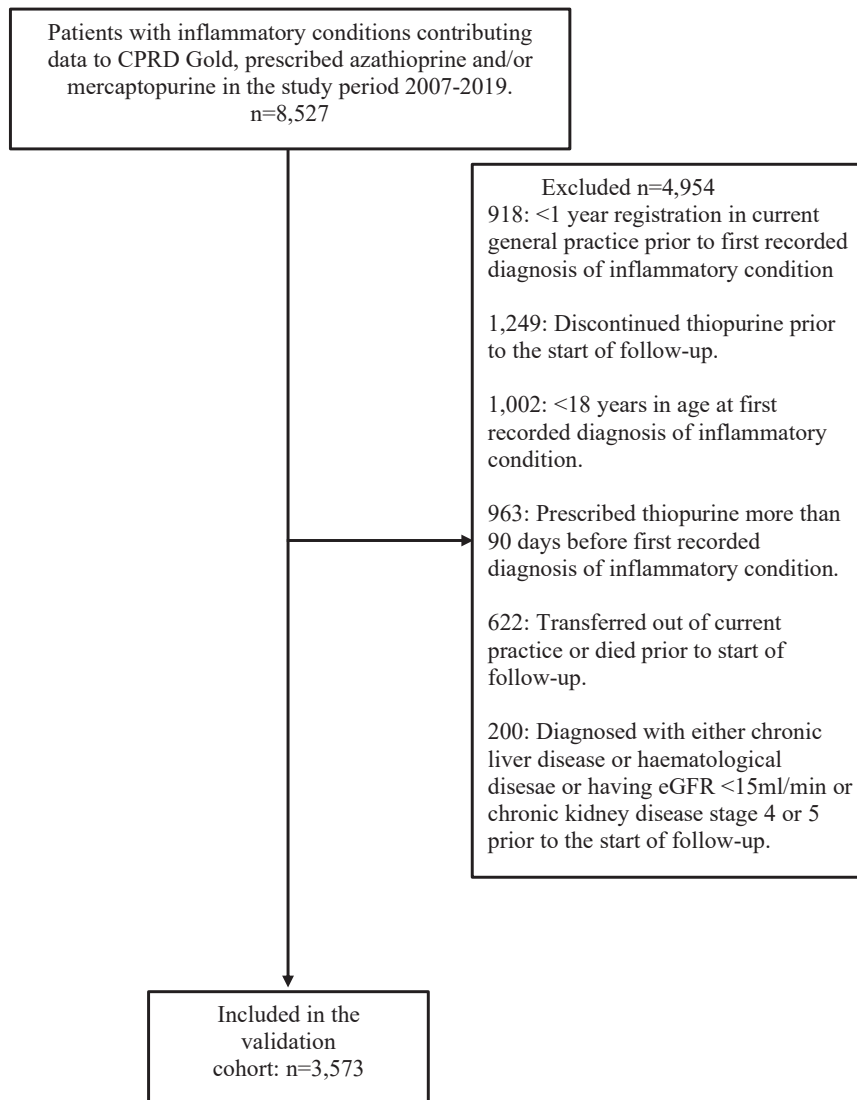 Patients with inflammatory conditions contributing
data to CPRD Gold, prescribed azathioprine and/or
mercaptopurine in the study period 2007-2019.
n=8,527
Excluded n=4,954
918: <1 year registration in current
general practice prior to first recorded
diagnosis of inflammatory condition
1,249: Discontinued thiopurine prior
to the start of follow-up.
1,002: <18 years in age at first
recorded diagnosis of inflammatory
condition.
963: Prescribed thiopurine more than
90 days before first recorded
diagnosis of inflammatory condition.
622: Transferred out of current
practice or died prior to start of
follow-up.
200: Diagnosed with either chronic
liver disease or haematological
disesae or having eGFR <15ml/min or
chronic kidney disease stage 4 or 5
prior to the start of follow-up.
Included in the
validation
cohort: n=3,573